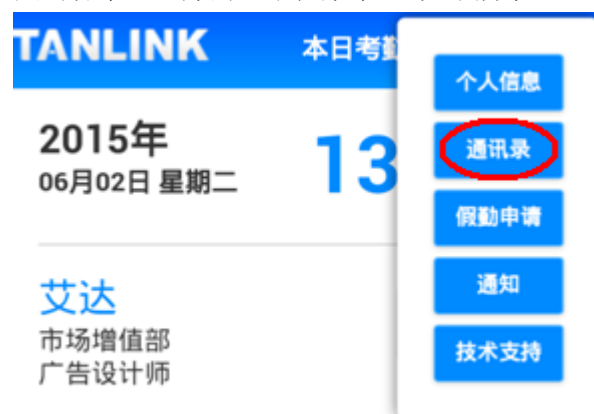 TANLINK
本日考勤
2015年
06月02日 星期二
13
艾达
市场增值部
广告设计师
个人信息
通讯录
假勤申请
通知
技术支持